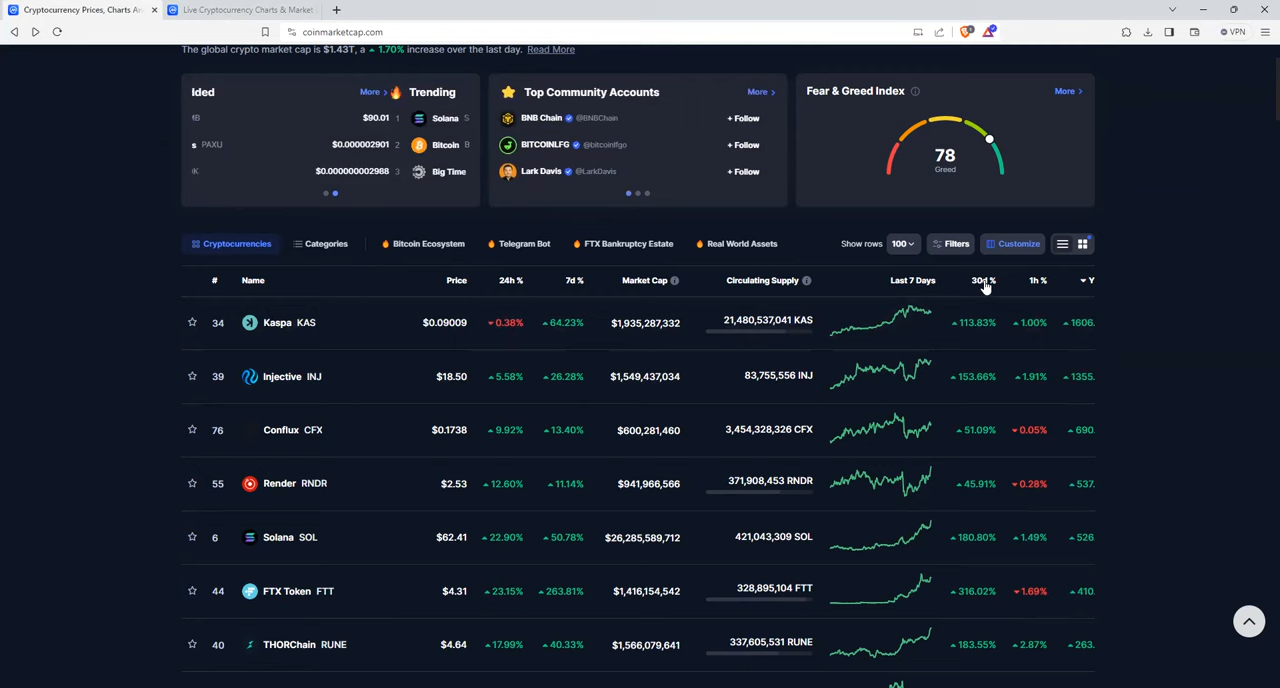 Cryptocurrency Prices, Charts An
Live Cryptocurrency Charts & Market
coinmarketcap.com
VPN
The global crypto market cap is $1.43T, a 1.70% increase over the last day. Read More
lded More > Trending
$90.01 1 Solana S
s PAXU $0.000002901 2 Bitcoin B
$0.000000002988 3 Big Time
Top Community Accounts More >
BNB Chain @BNBChain + Follow
BITCOINLFG @bitcoinlfgo + Follow
Lark Davis @LarkDavis + Follow
Fear & Greed Index More >
78
Greed
Cryptocurrencies Categories Bitcoin Ecosystem Telegram Bot FTX Bankruptcy Estate Real World Assets Show rows 100 Filters Customize
# Name Price 24h % 7d % Market Cap Circulating Supply Last 7 Days 30d % 1h % Y
34 Kaspa KAS $0.09009 0.38% 64.23% $1,935,287,332 21,480,537,041 KAS 113.83% 1.00% 1606.
39 Injective INJ $18.50 5.58% 26.28% $1,549,437,034 83,755,556 INJ 153.66% 1.91% 1355.
76 Conflux CFX $0.1738 9.92% 13.40% $600,281,460 3,454,328,326 CFX 51.09% 0.05% 690.
55 Render RNDR $2.53 12.60% 11.14% $941,966,566 371,908,453 RNDR 45.91% 0.28% 537.
6 Solana SOL $62.41 22.90% 50.78% $26,285,589,712 421,043,309 SOL 180.80% 1.49% 526
44 FTX Token FTT $4.31 23.15% 263.81% $1,416,154,542 328,895,104 FTT 316.02% 1.69% 410.
40 THORChain RUNE $4.64 17.99% 40.33% $1,566,079,641 337,605,531 RUNE 183.55% 2.87% 263.